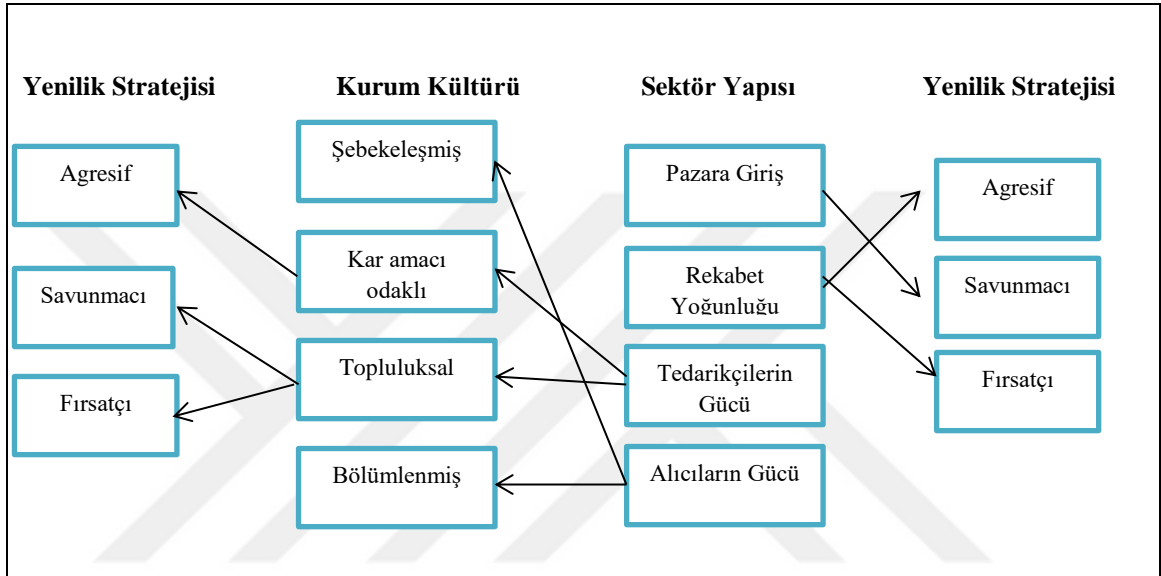 Yenilik Stratejisi
Kurum Kültürü
Sektör Yapısı
Yenilik Stratejisi
Agresif
Savunmacı
Fırsatçı
Şebekeleşmiş
Kar amacı
odaklı
Topluluksal
Bölümlenmiş
Pazara Giriş
Rekabet
Yoğunluğu
Tedarikçilerin
Gücü
Alıcıların Gücü
Agresif
Savunmacı
Fırsatçı